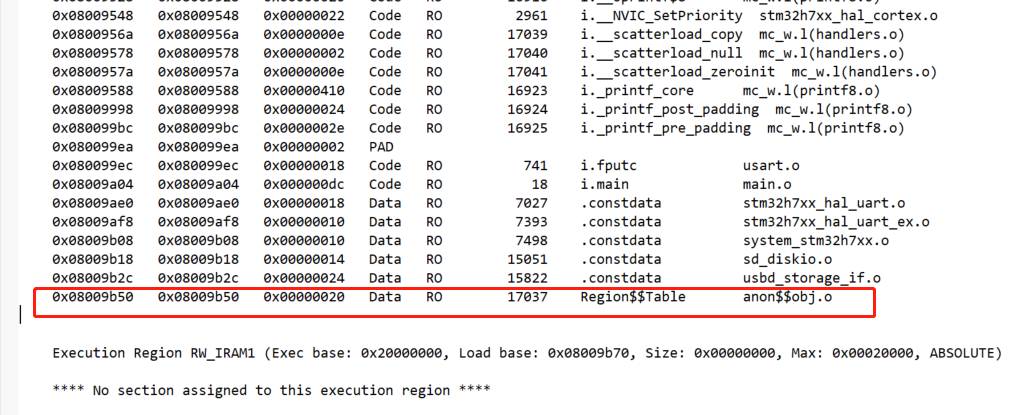 0x08009548 0x08009548 0x00000022 Code RO 2961 i.__NVIC_SetPriority stm32h7xx_hal_cortex.o
0x0800956a 0x0800956a 0x0000000e Code RO 17039 i.__scatterload_copy mc_w.l(handlers.o)
0x08009578 0x08009578 0x00000002 Code RO 17040 i.__scatterload_null mc_w.l(handlers.o)
0x0800957a 0x0800957a 0x0000000e Code RO 17041 i.__scatterload_zeroinit mc_w.l(handlers.o)
0x08009588 0x08009588 0x00000410 Code RO 16923 i._printf_core mc_w.l(printf8.o)
0x08009998 0x08009998 0x00000024 Code RO 16924 i._printf_post_padding mc_w.l(printf8.o)
0x080099bc 0x080099bc 0x0000002e Code RO 16925 i._printf_pre_padding mc_w.l(printf8.o)
0x080099ea 0x080099ea 0x00000002 PAD
0x080099ec 0x080099ec 0x00000018 Code RO 741 i.fputc usart.o
0x08009a04 0x08009a04 0x000000dc Code RO 18 i.main main.o
0x08009ae0 0x08009ae0 0x00000018 Data RO 7027 .constdata stm32h7xx_hal_uart.o
0x08009af8 0x08009af8 0x00000010 Data RO 7393 .constdata stm32h7xx_hal_uart_ex.o
0x08009b08 0x08009b08 0x00000010 Data RO 7498 .constdata system_stm32h7xx.o
0x08009b18 0x08009b18 0x00000014 Data RO 15051 .constdata sd_diskio.o
0x08009b2c 0x08009b2c 0x00000024 Data RO 15822 .constdata usbd_storage_if.o
0x08009b50 0x08009b50 0x00000020 Data RO 17037 Region$$Table anon$$obj.o
Execution Region RW_IRAM1 (Exec base: 0x20000000, Load base: 0x08009b70, Size: 0x00000000, Max: 0x00020000, ABSOLUTE)
**** No section assigned to this execution region ****